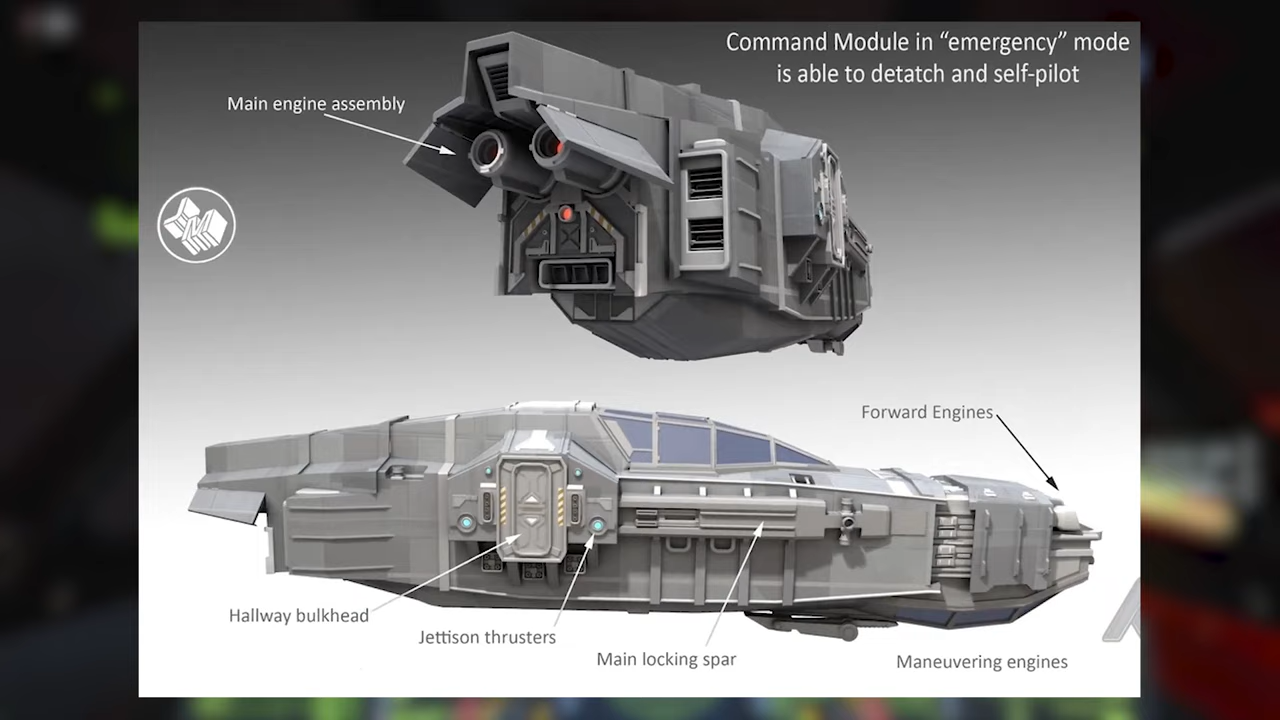 Command Module in “emergency” mode
is able to detatch and self-pilot
Main engine assembly
M
Forward Engines
Hallway bulkhead
Jettison thrusters
Main locking spar
Maneuvering engines